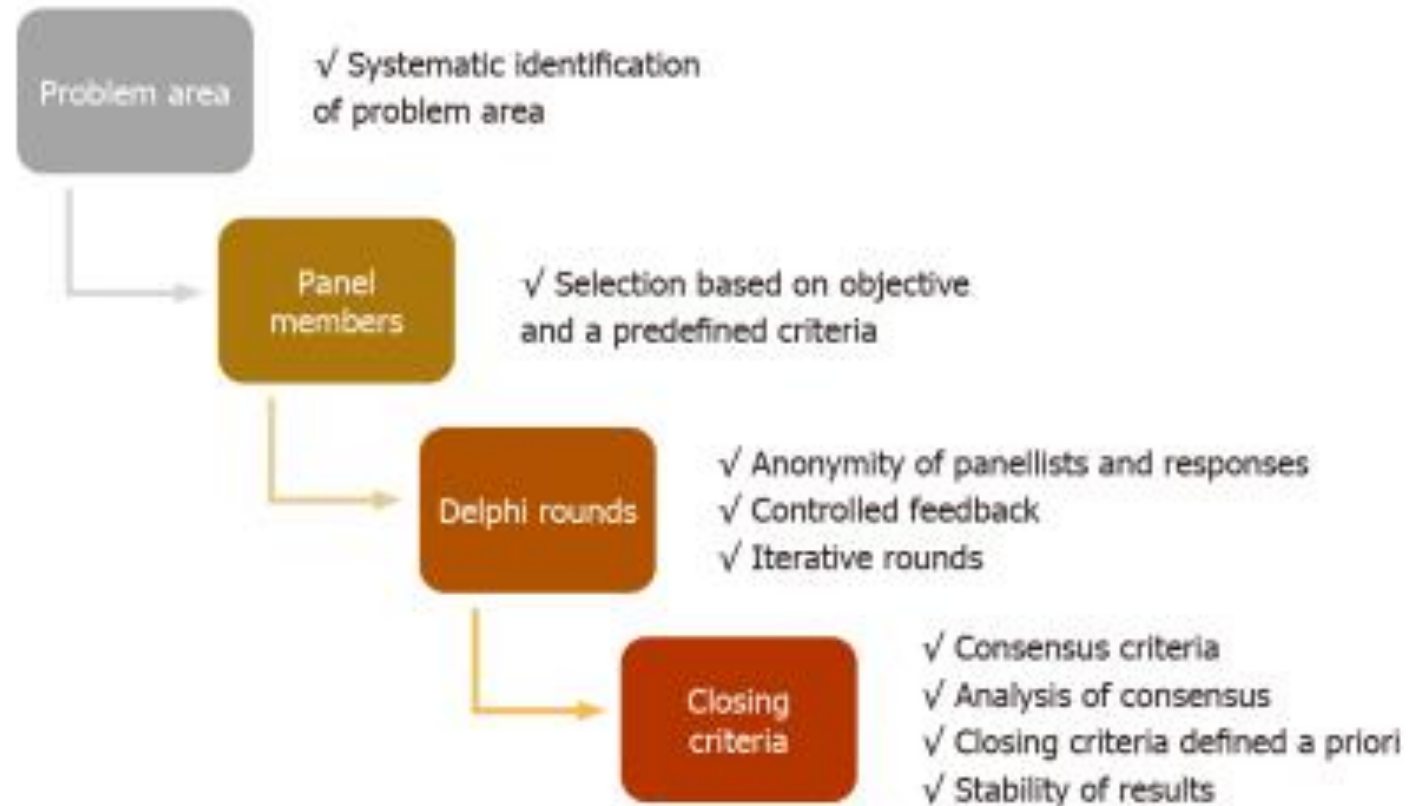 Problem area
√ Systematic identification
of problem area
Panel
members
√ Selection based on objective
and a predefined criteria
Delphi rounds
√ Anonymity of panellists and responses
√ Controlled feedback
√ Iterative rounds
Closing
criteria
√ Consensus criteria
√ Analysis of consensus
√ Closing criteria defined a priori
√ Stability of results